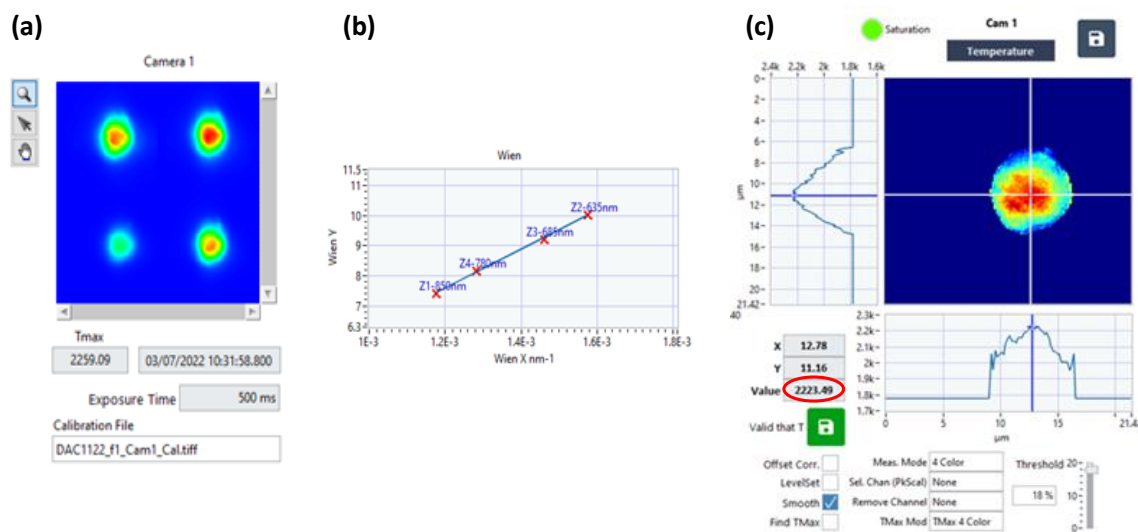 (a)
Camera 1
Tmax
2259.09
03/07/2022 10:31:58.800
Exposure Time
500 ms
Calibration File
DAC1122_f1_Cam1_Cal.tiff
(b)
Wien
11.5
11
10
9
8
7
6.3
Wien Y
Z2-635nm
Z3-685nm
Z4-780nm
Z1-850nm
1E-3
1.2E-3
1.4E-3
1.6E-3
1.8E-3
Wien X nm-1
(c)
Saturation
Cam 1
Temperature
2.4k
2.2k
2k
1.8k
1.6k
0
2
4
6
8
10
12
14
16
18
20
21.42
µm
40
X
12.78
Y
11.16
Value
2223.49
Valid that T
2.3k
2.2k
2.1k
2k
1.9k
1.8k
1.7k
0
5
10
15
21.4
µm
Offset Corr.
LevelSet
Smooth
Find TMax
Meas. Mode
4 Color
Sel. Chan (PkScal)
None
Remove Channel
None
TMax Mod
TMax 4 Color
Threshold
18 %
20
10
0